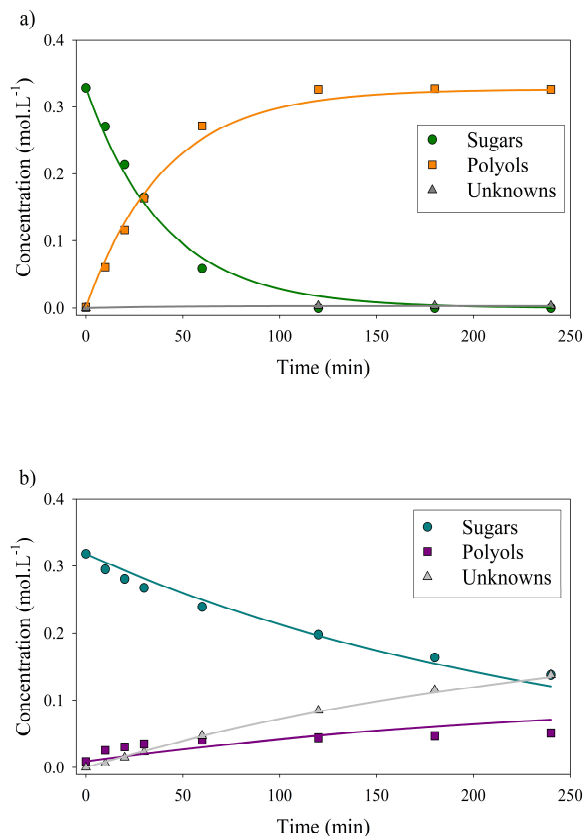 a)
0.4
0.3
0.2
0.1
0.0
Concentration (mol.L-1)
Sugars
Polyols
Unknowns
0
50
100
150
200
250
Time (min)
b)
0.4
0.3
0.2
0.1
0.0
Concentration (mol.L-1)
Sugars
Polyols
Unknowns
0
50
100
150
200
250
Time (min)